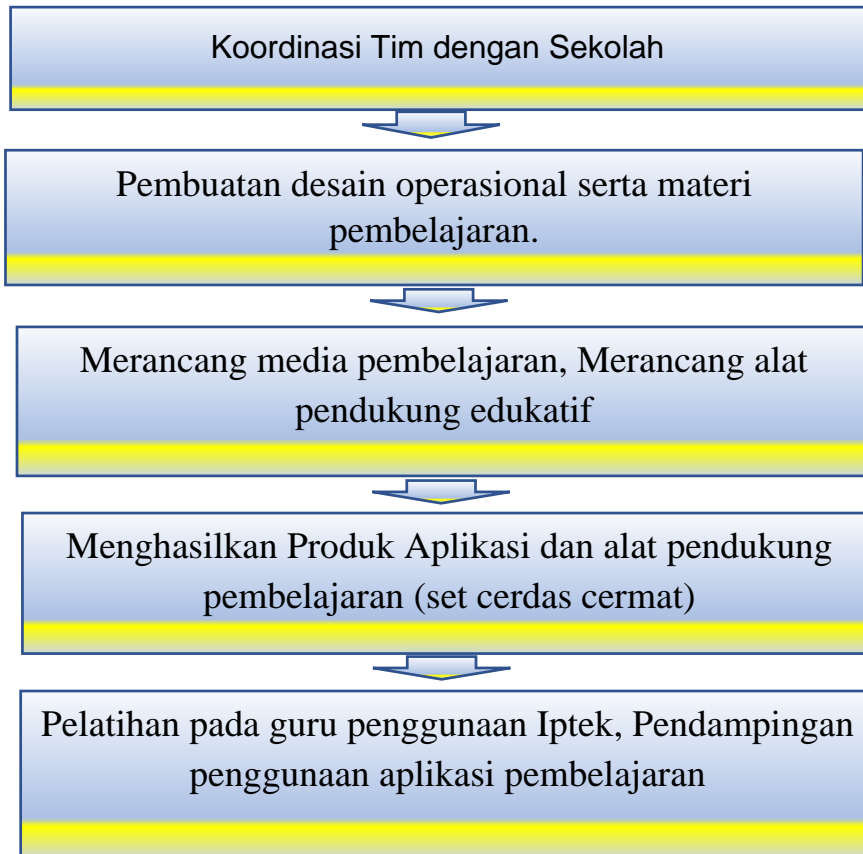 Koordinasi Tim dengan Sekolah
Pembuatan desain operasional serta materi
pembelajaran.
Merancang media pembelajaran, Merancang alat
pendukung edukatif
Menghasilkan Produk Aplikasi dan alat pendukung
pembelajaran (set cerdas cermat)
Pelatihan pada guru penggunaan Iptek, Pendampingan
penggunaan aplikasi pembelajaran